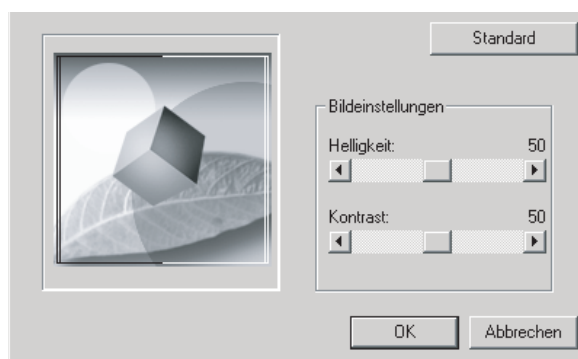 Standard
Bildeinstellungen
Helligkeit: 50
Kontrast: 50
OK Abbrechen